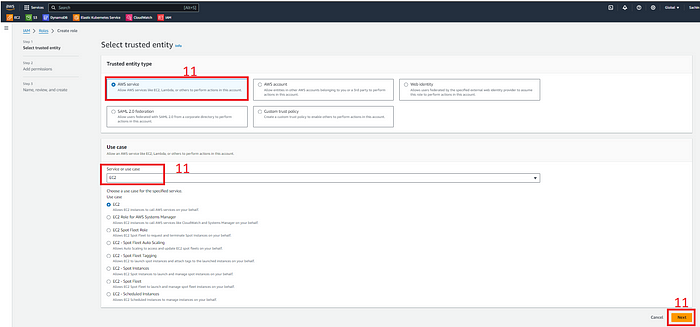 aws
Services
Search
[Alt+S]
Global
Sachin
EC2
S3
DynamoDB
Elastic Kubernetes Service
CloudWatch
IAM
IAM > Roles > Create role
Step 1
Select trusted entity
Step 2
Add permissions
Step 3
Name, review, and create
Select trusted entity Info
Trusted entity type
11
AWS service
Allow AWS services like EC2, Lambda, or others to perform actions in this account.
AWS account
Allow entities in other AWS accounts belonging to you or a 3rd party to perform
actions in this account.
Web identity
Allows users federated by the specified external web identity provider to assume
this role to perform actions in this account.
SAML 2.0 federation
Allow users federated with SAML 2.0 from a corporate directory to perform
actions in this account.
Custom trust policy
Create a custom trust policy to enable others to perform actions in this account.
Use case
Allow an AWS service like EC2, Lambda, or others to perform actions in this account.
Service or use case
11
EC2
Choose a use case for the specified service.
Use case
EC2
Allows EC2 instances to call AWS services on your behalf.
EC2 Role for AWS Systems Manager
Allows EC2 instances to call AWS services like CloudWatch and Systems Manager on your behalf.
EC2 Spot Fleet Role
Allows EC2 Spot Fleet to request and terminate Spot Instances on your behalf.
EC2 - Spot Fleet Auto Scaling
Allows Auto Scaling to access and update EC2 spot fleets on your behalf.
EC2 - Spot Fleet Tagging
Allows EC2 to launch spot instances and attach tags to the launched instances on your behalf.
EC2 - Spot Instances
Allows EC2 Spot Instances to launch and manage spot instances on your behalf.
EC2 - Spot Fleet
Allows EC2 Spot Fleet to launch and manage spot fleet instances on your behalf.
EC2 - Scheduled Instances
Allows EC2 Scheduled Instances to manage instances on your behalf.
11
Cancel
Next